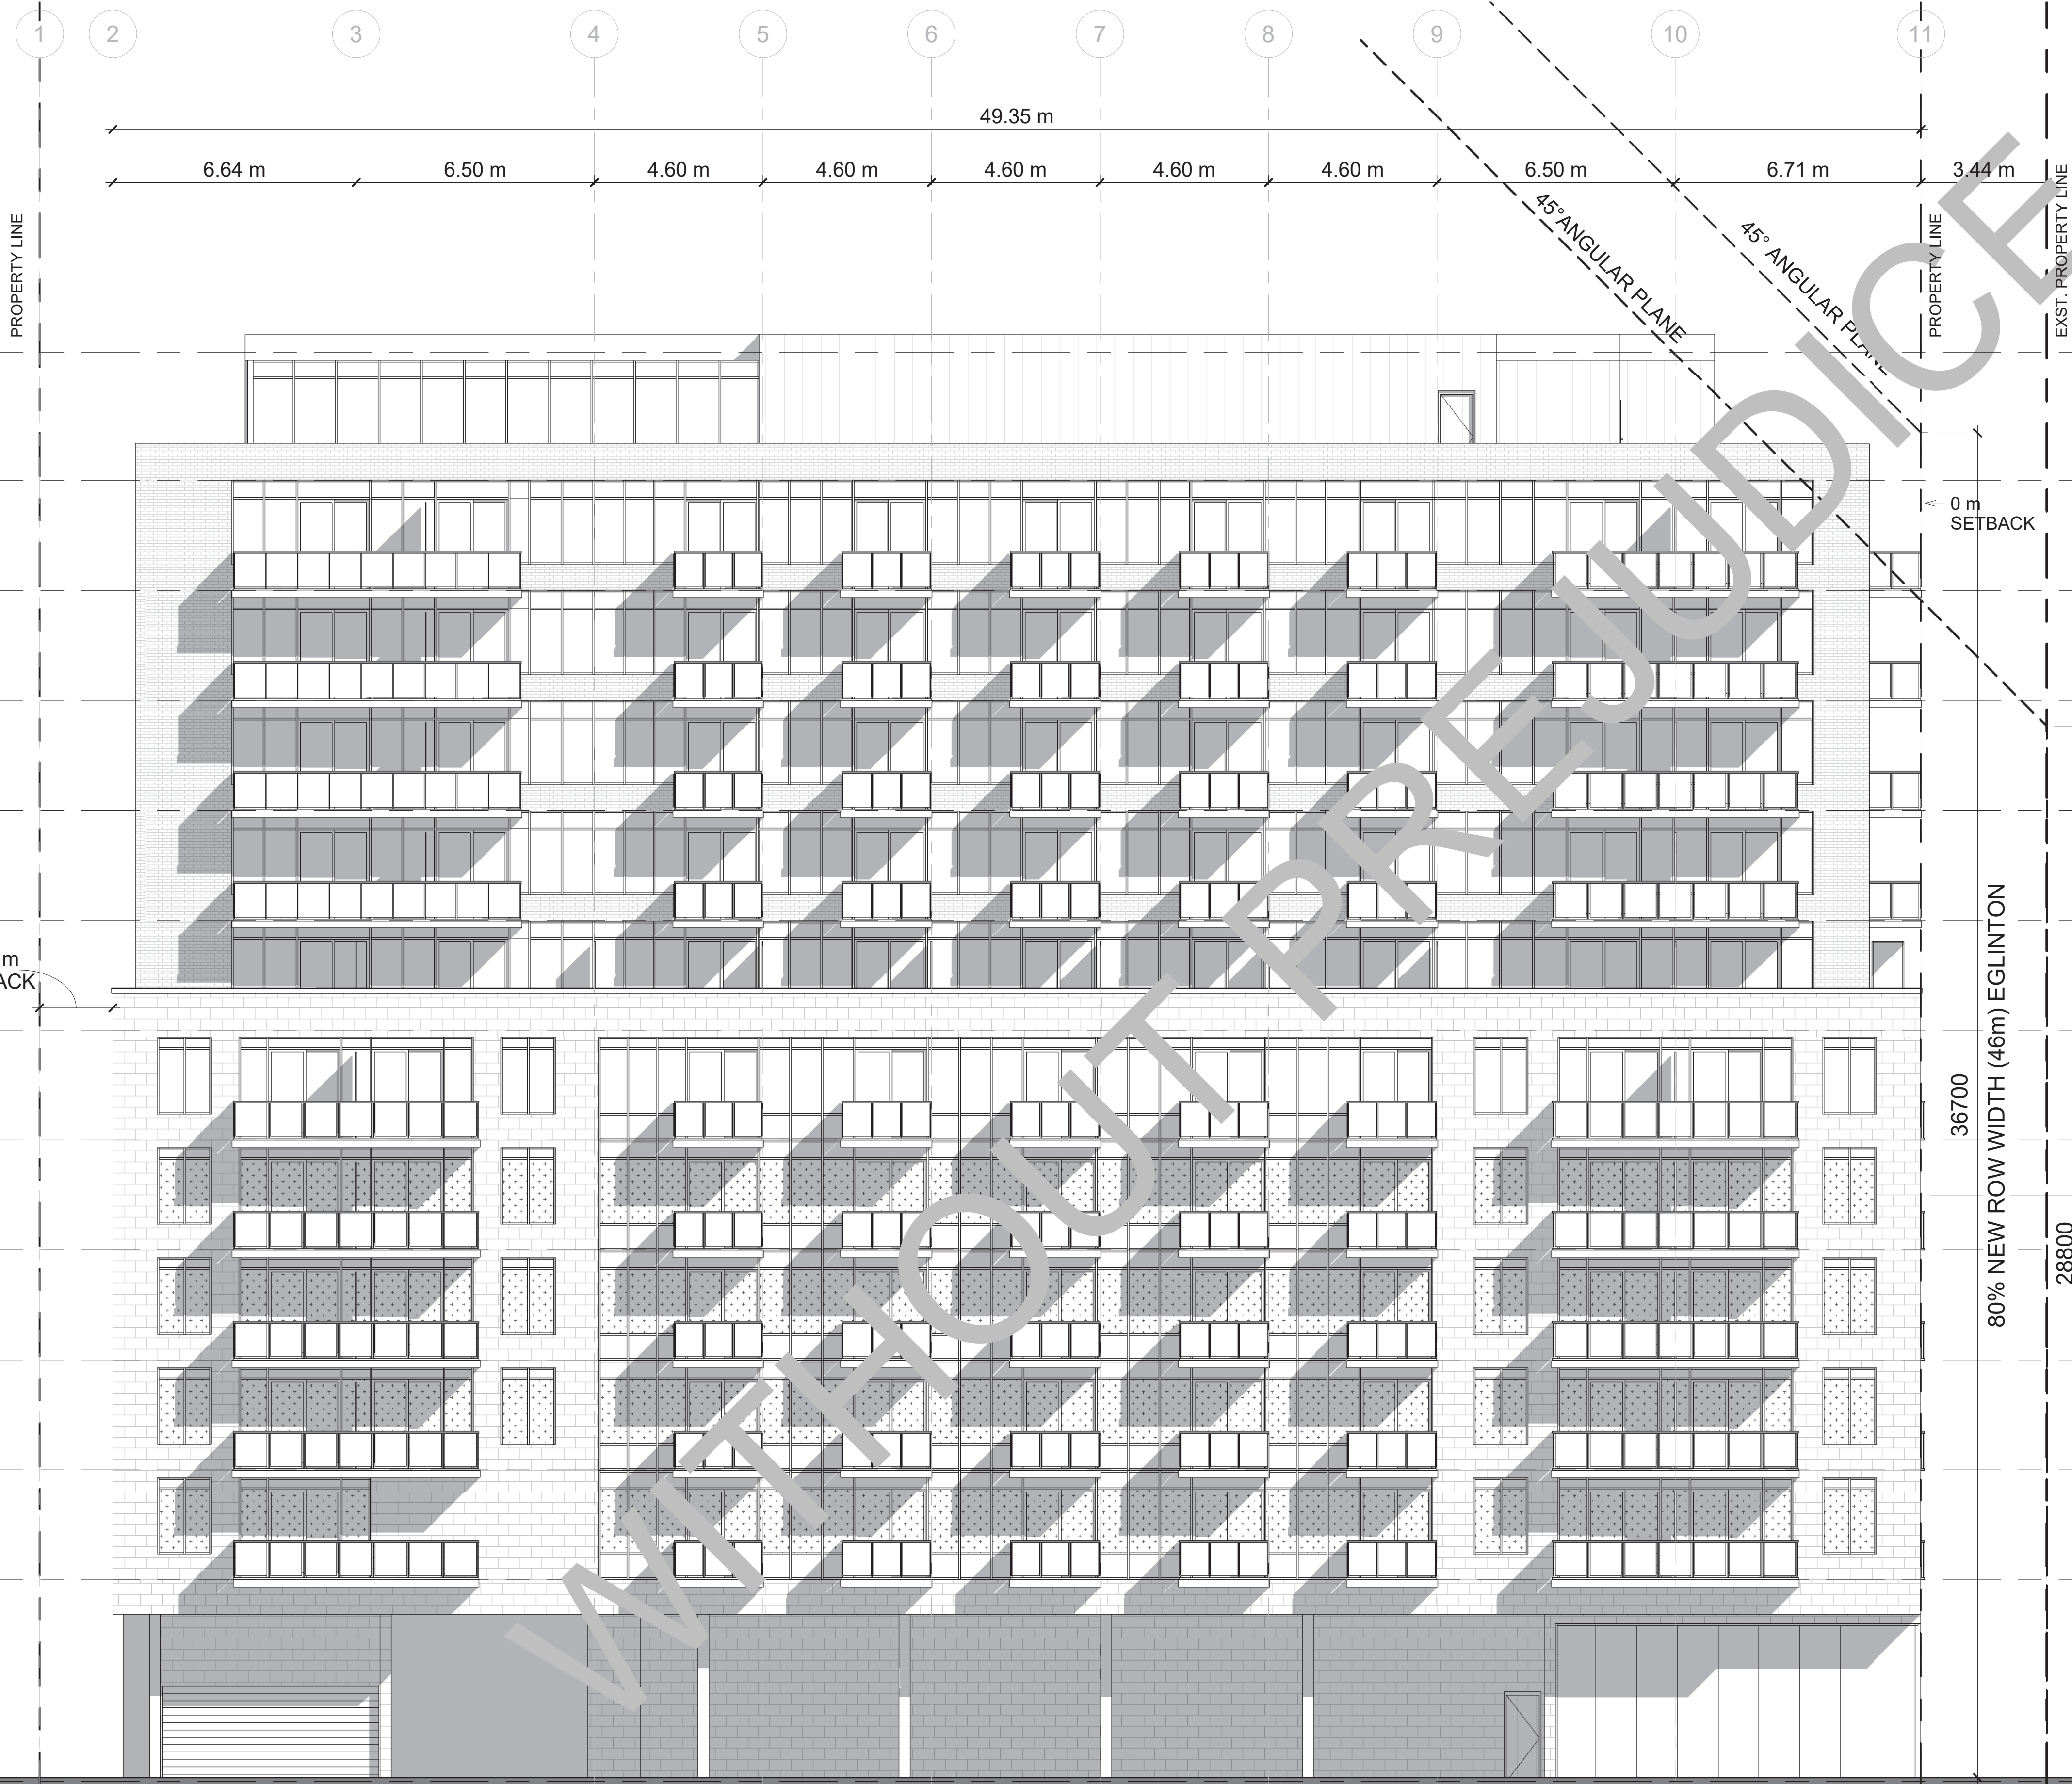 1 2 3 4 5 6 7 8 9 10 11
49.35 m
6.64 m 6.50 m 4.60 m 4.60 m 4.60 m 4.60 m 4.60 m 6.50 m 6.71 m 3.44 m
PROPERTY LINE
45°ANGULAR PLANE
45° ANGULAR PLANE
PROPERTY LINE
EXST. PROPERTY LINE
0 m
SETBACK
m
ACK
36700
80% NEW ROW WIDTH (46m) EGLINTON
28800
WITHOUT PREJUDICE